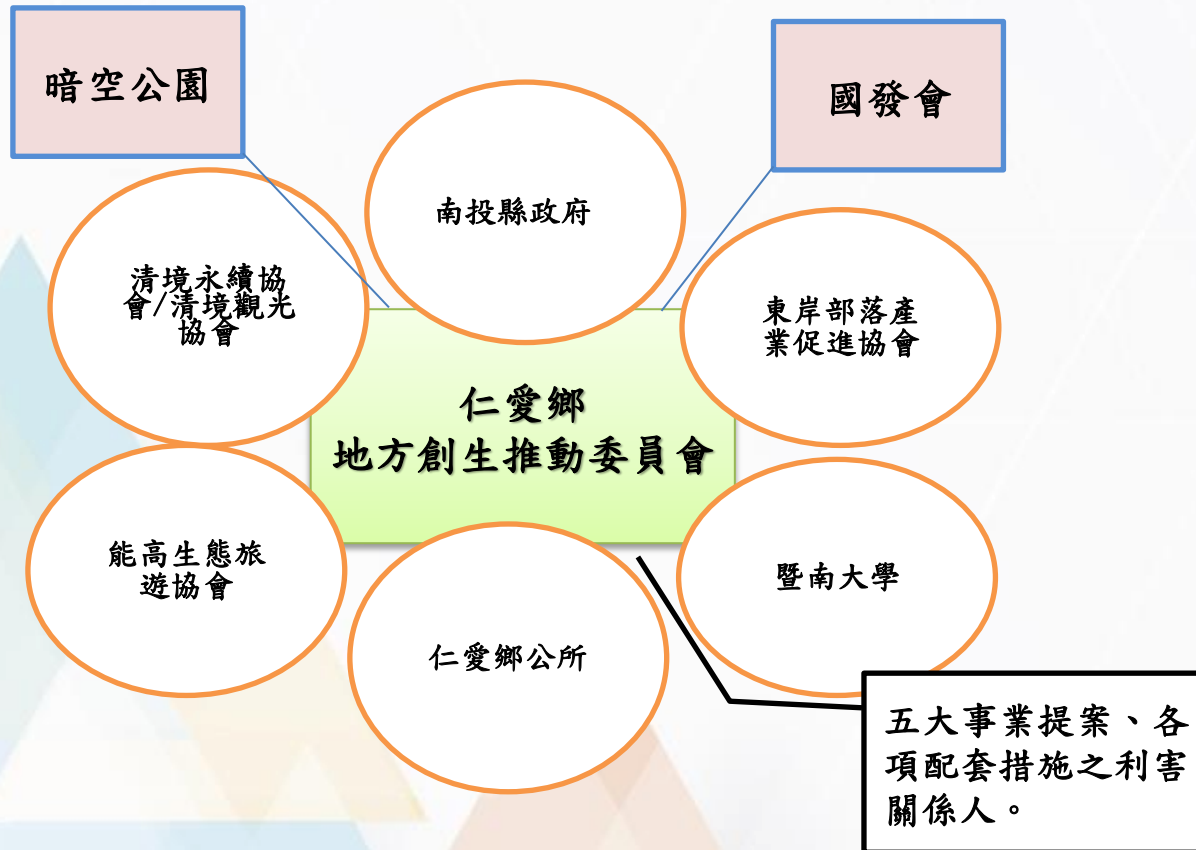 暗空公園
國發會
南投縣政府
清境永續協
會/清境觀光
協會
東岸部落產
業促進協會
仁愛鄉
地方創生推動委員會
能高生態旅
遊協會
暨南大學
仁愛鄉公所
五大事業提案、各
項配套措施之利害
關係人。